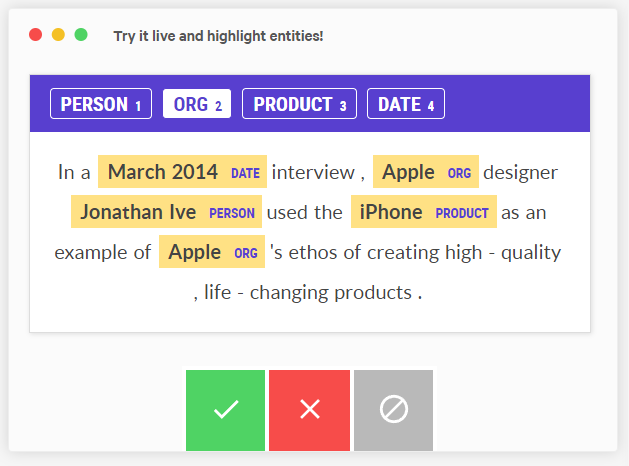 Try it live and highlight entities!
PERSON 1 ORG 2 PRODUCT 3 DATE 4
In a March 2014 DATE interview , Apple ORG designer
Jonathan Ive PERSON used the iPhone PRODUCT as an
example of Apple ORG 's ethos of creating high - quality
, life - changing products .